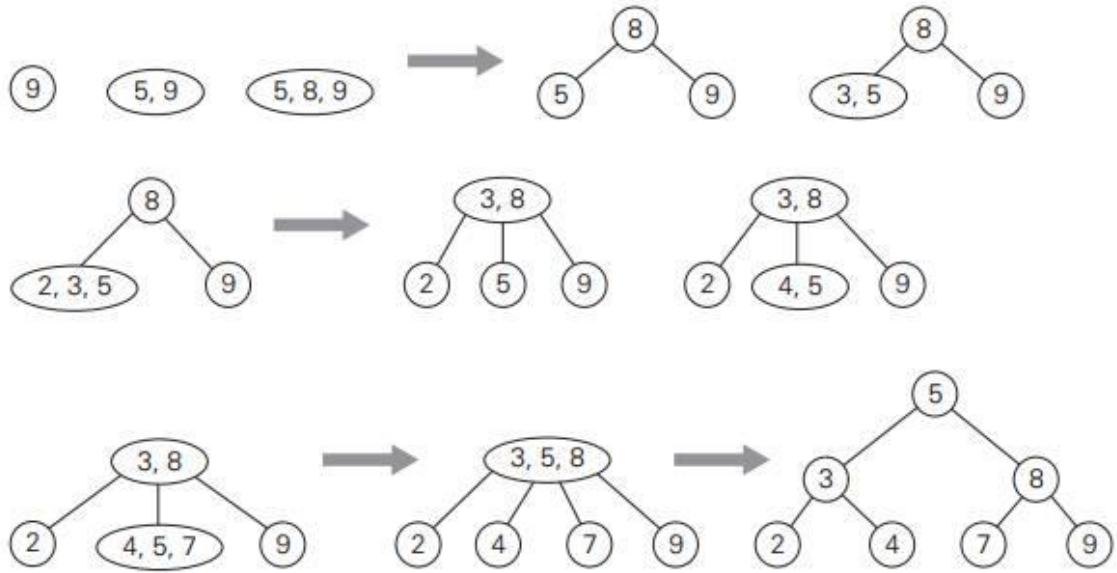 8 8
9 5, 9 5, 8, 9 5 9 3, 5 9
8 3, 8 3, 8
2, 3, 5 9 2 5 9 2 4, 5 9
5
3, 8 3, 5, 8 3 8
2 4, 5, 7 9 2 4 7 9 2 4 7 9